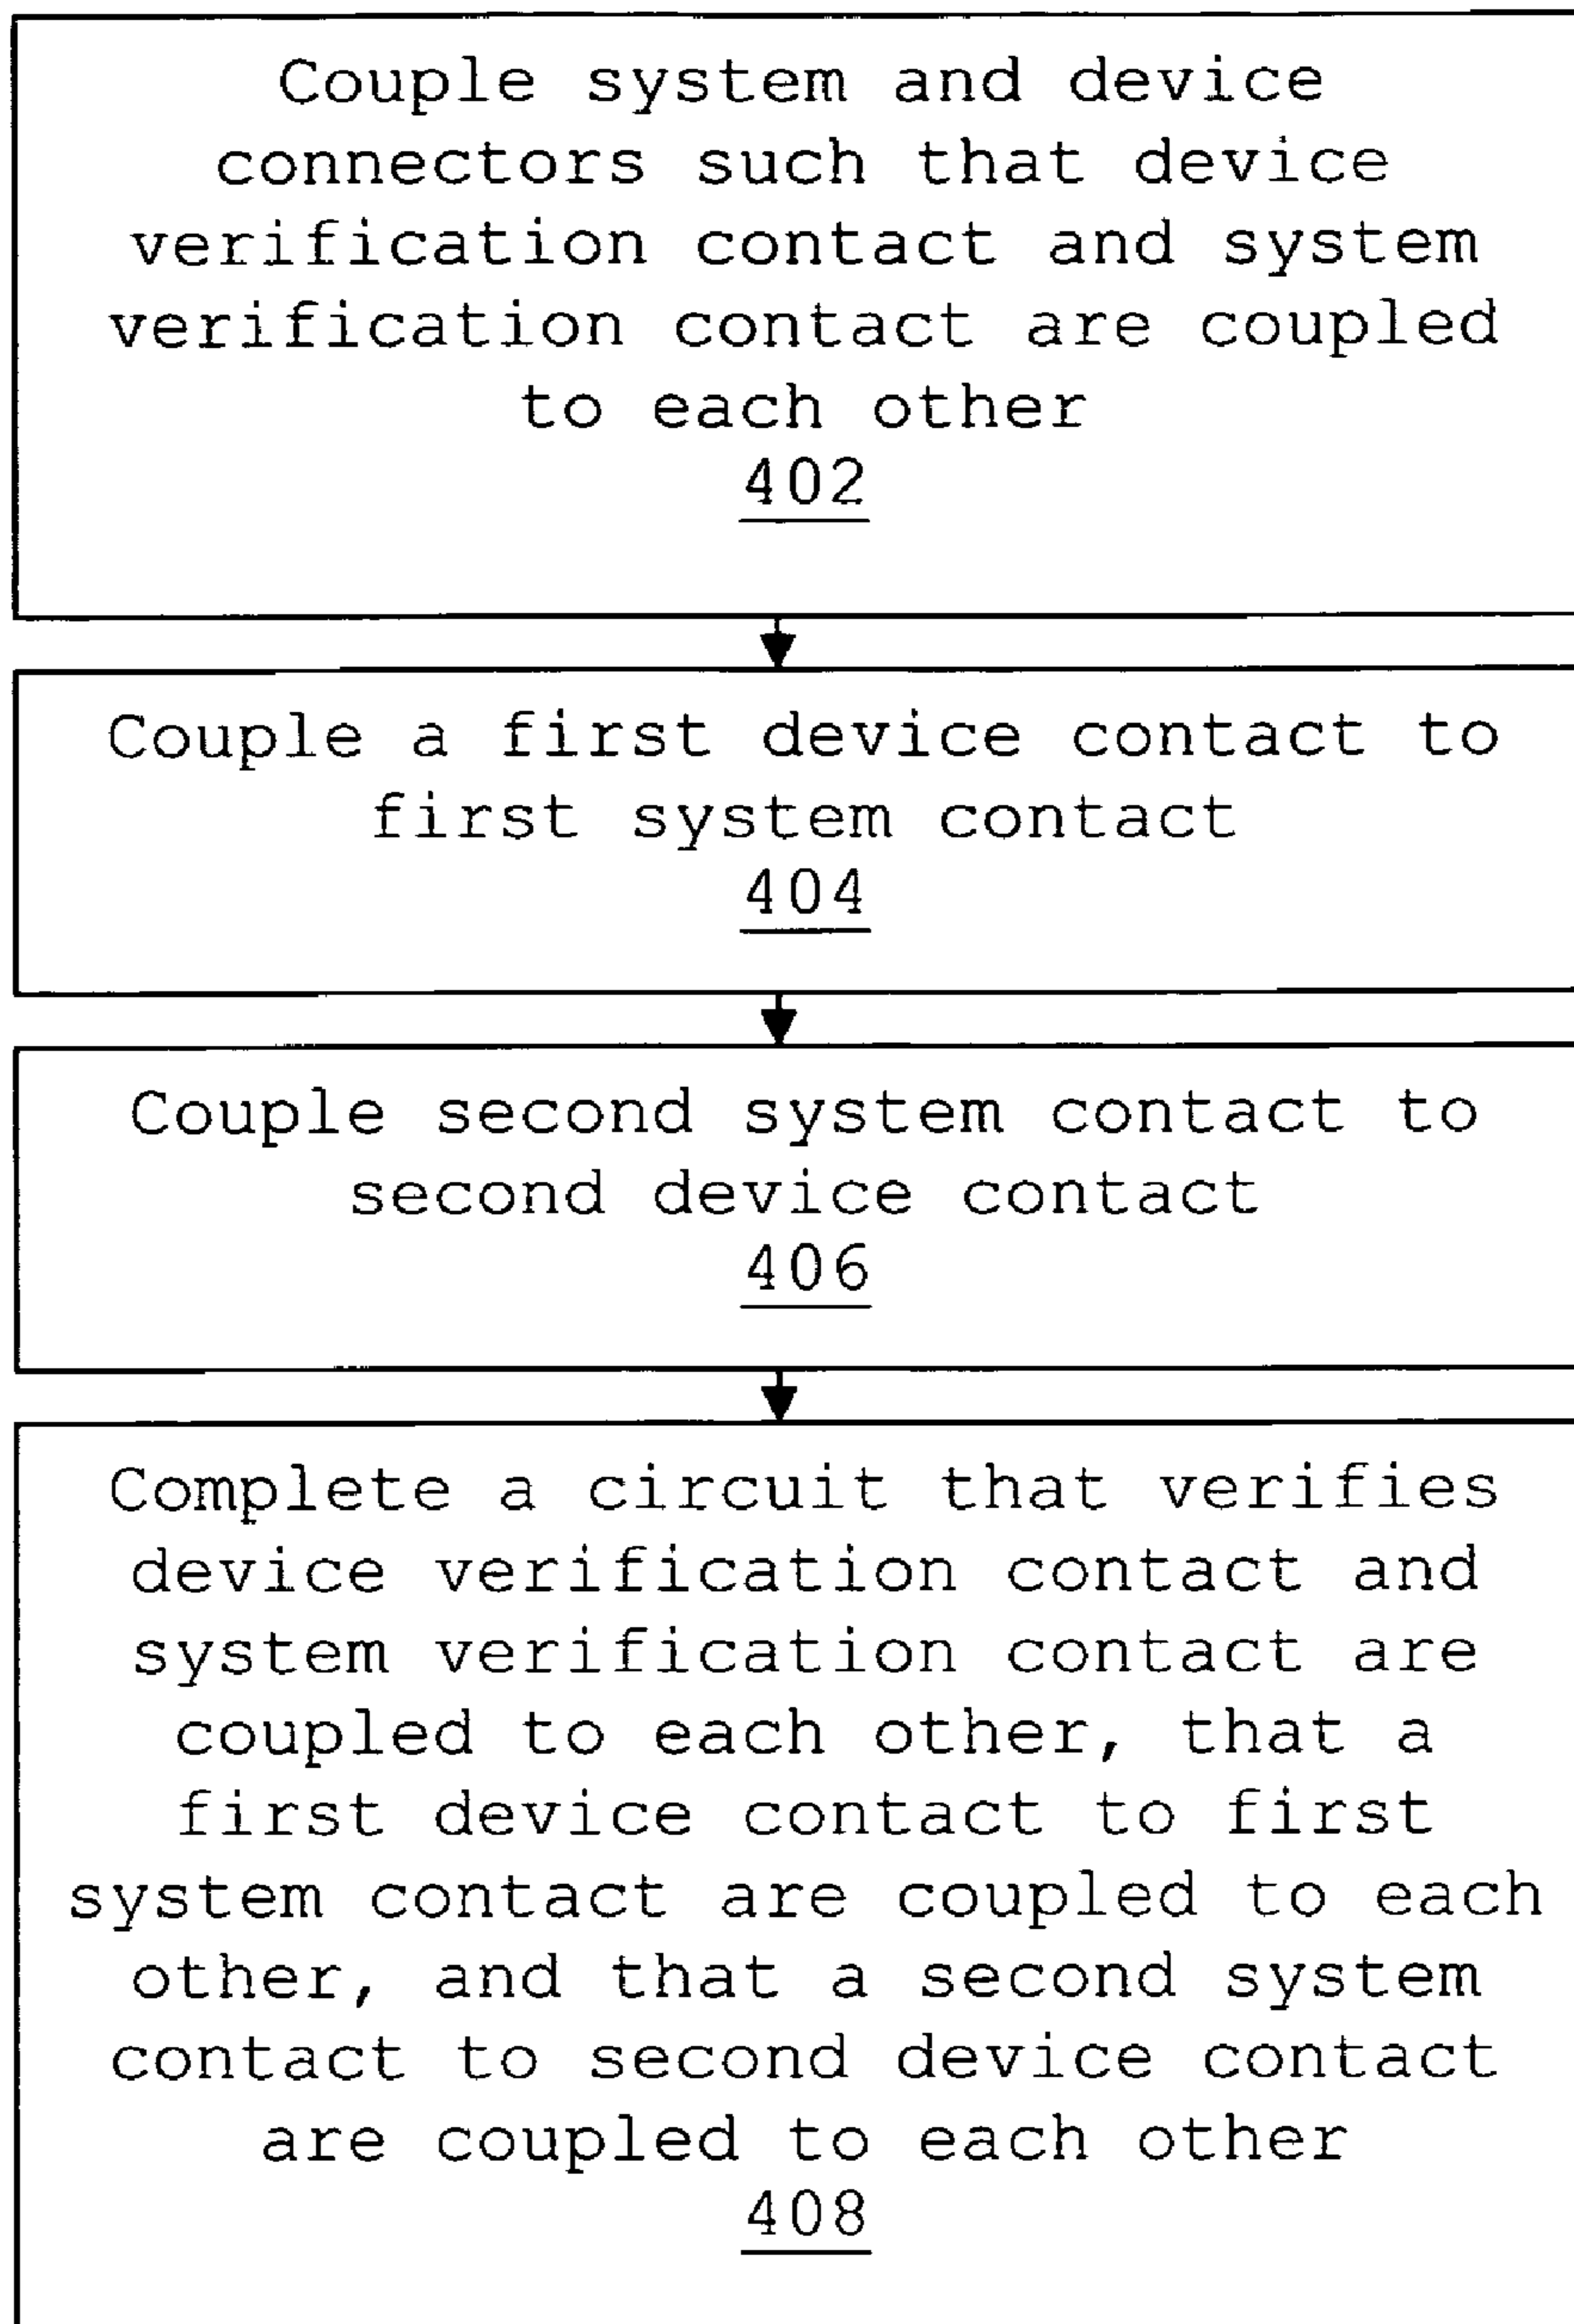 Couple system and device
connectors such that device
verification contact and system
verification contact are coupled
to each other
402
Couple a first device contact to
first system contact
404
Couple second system contact to
second device contact
406
Complete a circuit that verifies
device verification contact and
system verification contact are
coupled to each other, that a
first device contact to first
system contact are coupled to each
other, and that a second system
contact to second device contact
are coupled to each other
408